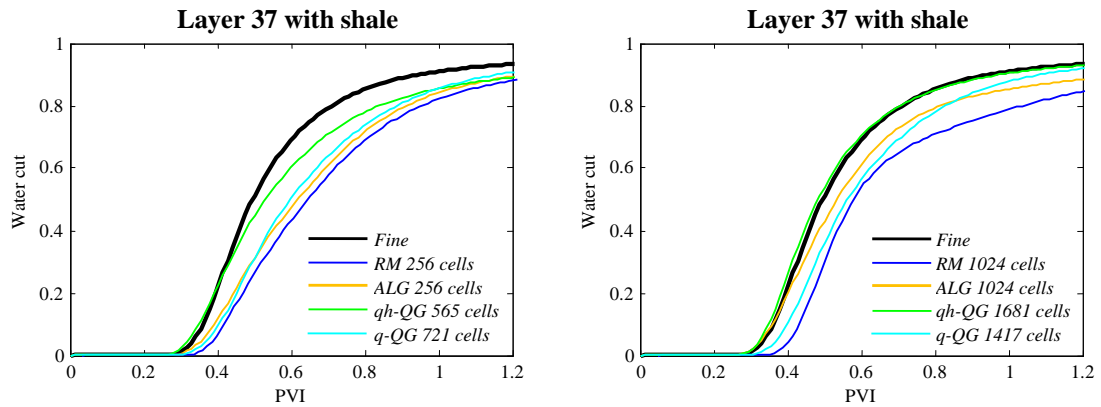 Layer 37 with shale
1
0.8
0.6
0.4
0.2
0
Water cut
Fine
RM 256 cells
ALG 256 cells
qh-QG 565 cells
q-QG 721 cells
0 0.2 0.4 0.6 0.8 1 1.2
PVI
Layer 37 with shale
1
0.8
0.6
0.4
0.2
0
Water cut
Fine
RM 1024 cells
ALG 1024 cells
qh-QG 1681 cells
q-QG 1417 cells
0 0.2 0.4 0.6 0.8 1 1.2
PVI